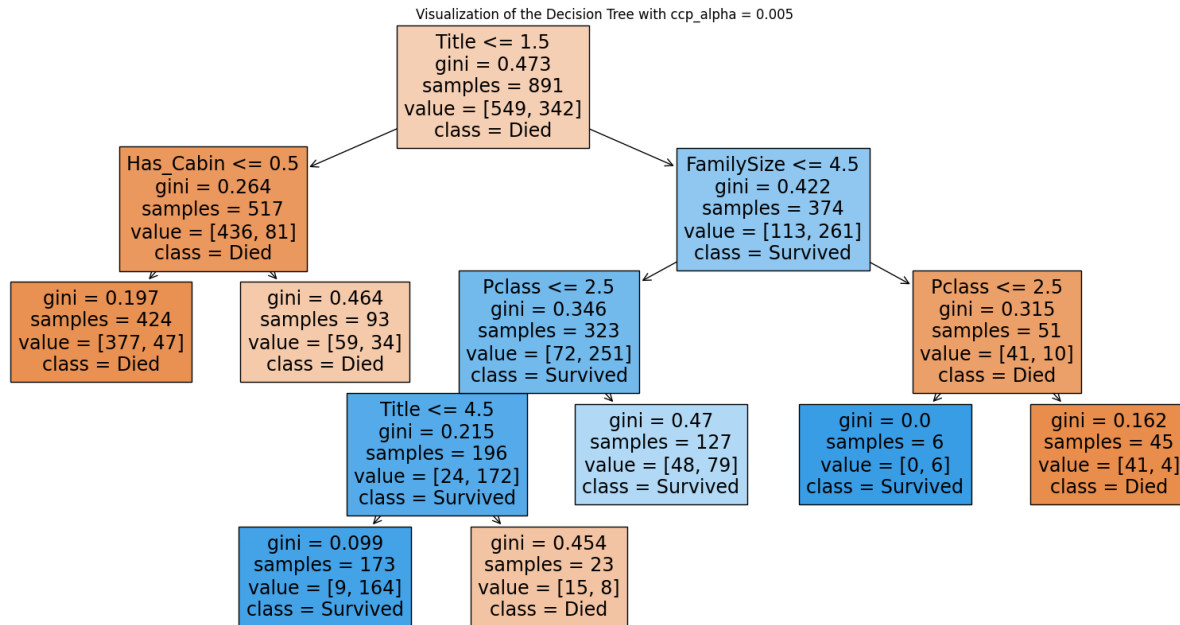 Visualization of the Decision Tree with ccp_alpha = 0.005
Title <= 1.5
gini = 0.473
samples = 891
value = [549, 342]
class = Died
Has_Cabin <= 0.5
gini = 0.264
samples = 517
value = [436, 81]
class = Died
FamilySize <= 4.5
gini = 0.422
samples = 374
value = [113, 261]
class = Survived
gini = 0.197
samples = 424
value = [377, 47]
class = Died
gini = 0.464
samples = 93
value = [59, 34]
class = Died
Pclass <= 2.5
gini = 0.346
samples = 323
value = [72, 251]
class = Survived
Pclass <= 2.5
gini = 0.315
samples = 51
value = [41, 10]
class = Died
Title <= 4.5
gini = 0.215
samples = 196
value = [24, 172]
class = Survived
gini = 0.47
samples = 127
value = [48, 79]
class = Survived
gini = 0.0
samples = 6
value = [0, 6]
class = Survived
gini = 0.162
samples = 45
value = [41, 4]
class = Died
gini = 0.099
samples = 173
value = [9, 164]
class = Survived
gini = 0.454
samples = 23
value = [15, 8]
class = Died